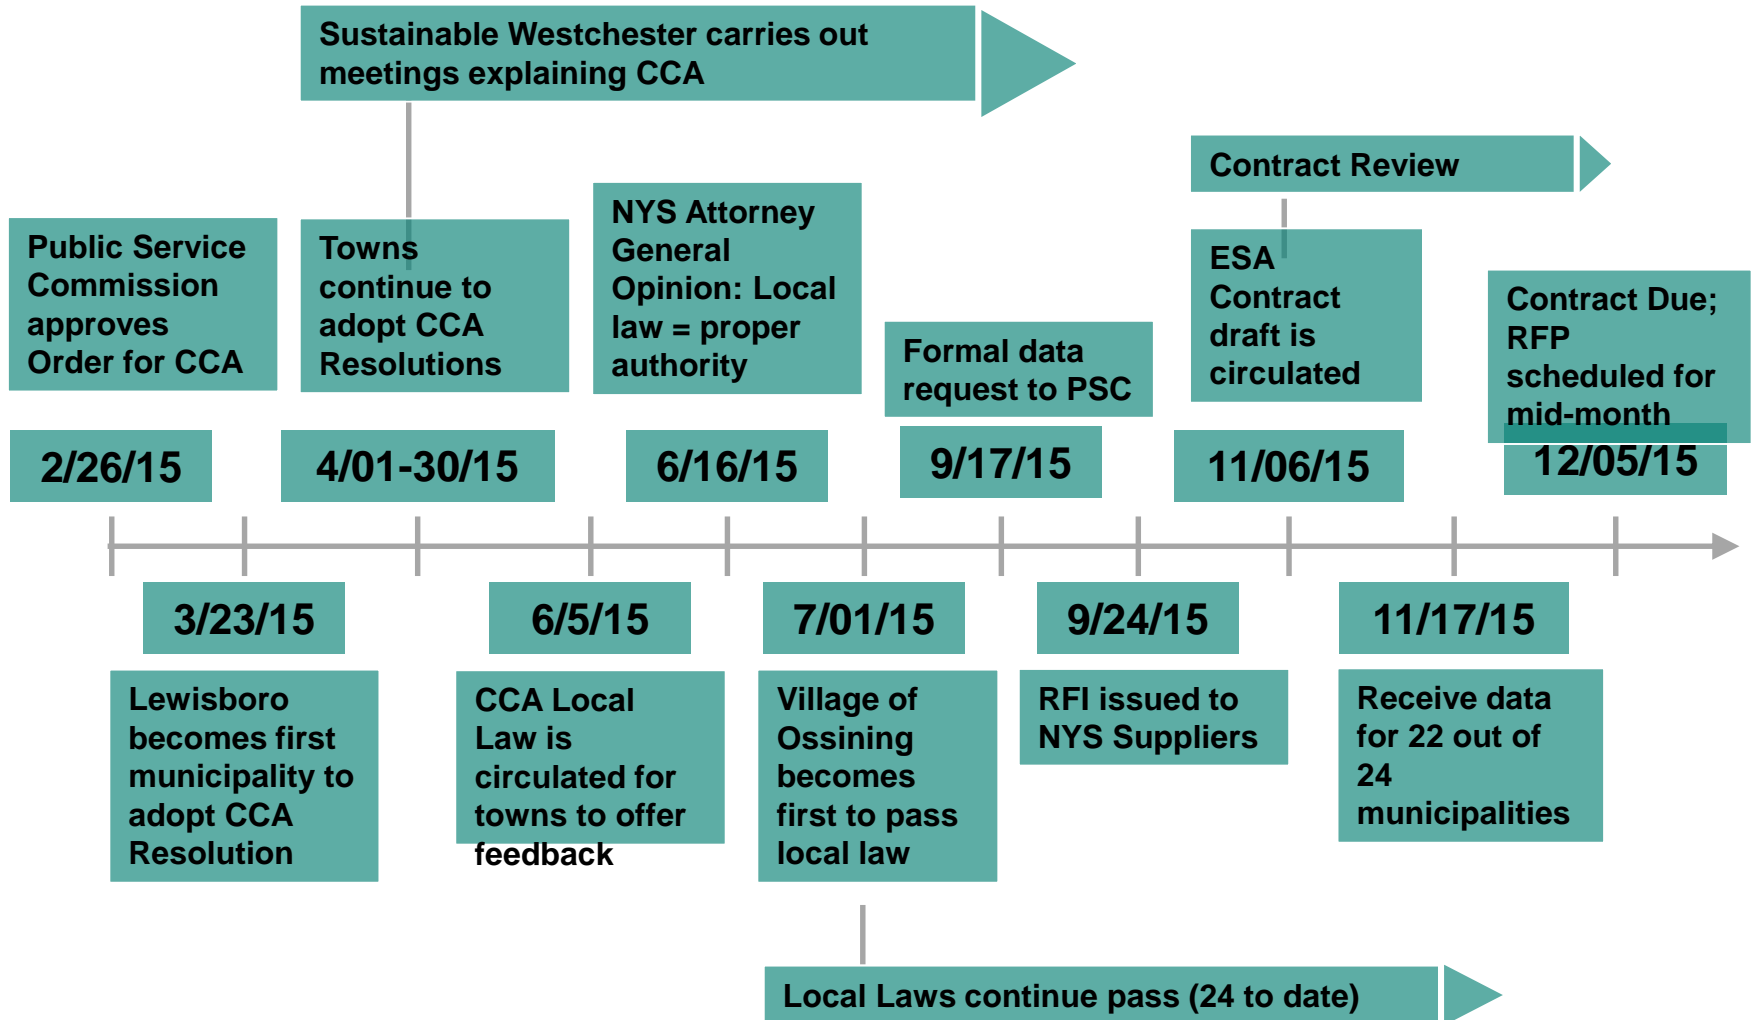 Sustainable Westchester carries out
meetings explaining CCA
Contract Review
Public Service
Commission
approves
Order for CCA
Towns
continue to
adopt CCA
Resolutions
NYS Attorney
General
Opinion: Local
law = proper
authority
Formal data
request to PSC
ESA
Contract
draft is
circulated
Contract Due;
RFP
scheduled for
mid-month
2/26/15
4/01-30/15
6/16/15
9/17/15
11/06/15
12/05/15
3/23/15
6/5/15
7/01/15
9/24/15
11/17/15
Lewisboro
becomes first
municipality to
adopt CCA
Resolution
CCA Local
Law is
circulated for
towns to offer
feedback
Village of
Ossining
becomes
first to pass
local law
RFI issued to
NYS Suppliers
Receive data
for 22 out of
24
municipalities
Local Laws continue pass (24 to date)